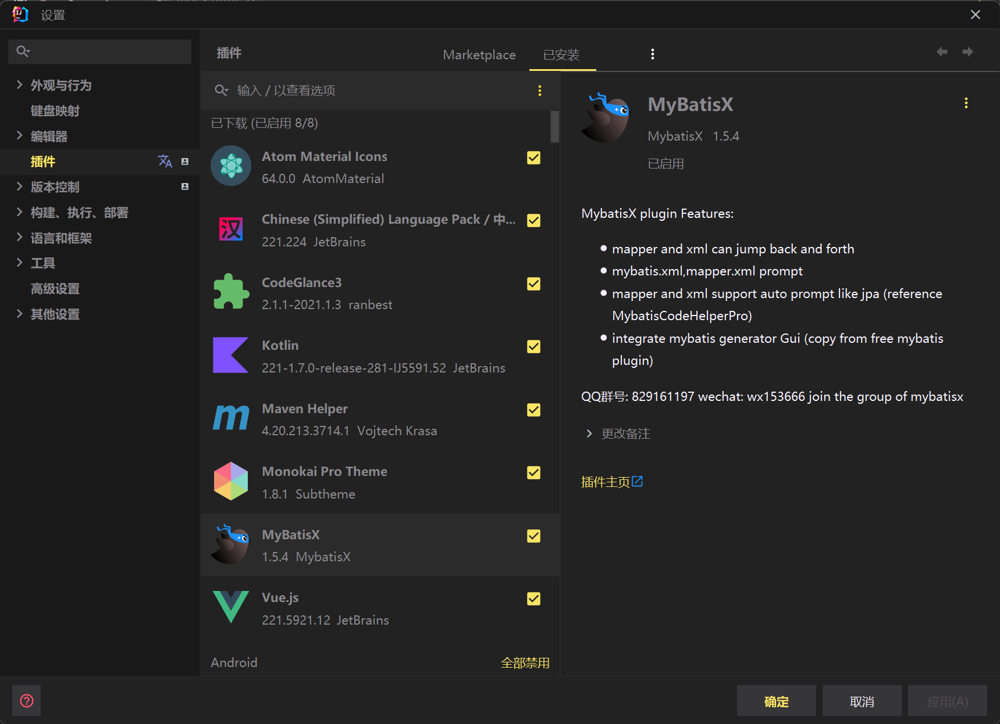 设置
外观与行为
键盘映射
编辑器
插件
版本控制
构建、执行、部署
语言和框架
工具
高级设置
其他设置
插件
Marketplace
已安装
输入 / 以查看选项
已下载 (已启用 8/8)
Atom Material Icons
64.0.0 AtomMaterial
汉
Chinese (Simplified) Language Pack / 中...
221.224 JetBrains
CodeGlance3
2.1.1-2021.1.3 ranbest
Kotlin
221-1.7.0-release-281-IJ5591.52 JetBrains
m
Maven Helper
4.20.213.3714.1 Vojtech Krasa
Monokai Pro Theme
1.8.1 Subtheme
MyBatisX
1.5.4 MybatisX
Vue.js
221.5921.12 JetBrains
Android
全部禁用
MyBatisX
MybatisX 1.5.4
已启用
MybatisX plugin Features:
mapper and xml can jump back and forth
mybatis.xml,mapper.xml prompt
mapper and xml support auto prompt like jpa (reference
MybatisCodeHelperPro)
integrate mybatis generator Gui (copy from free mybatis
plugin)
QQ群号: 829161197 wechat: wx153666 join the group of mybatisx
更改备注
插件主页
确定
取消
应用(A)